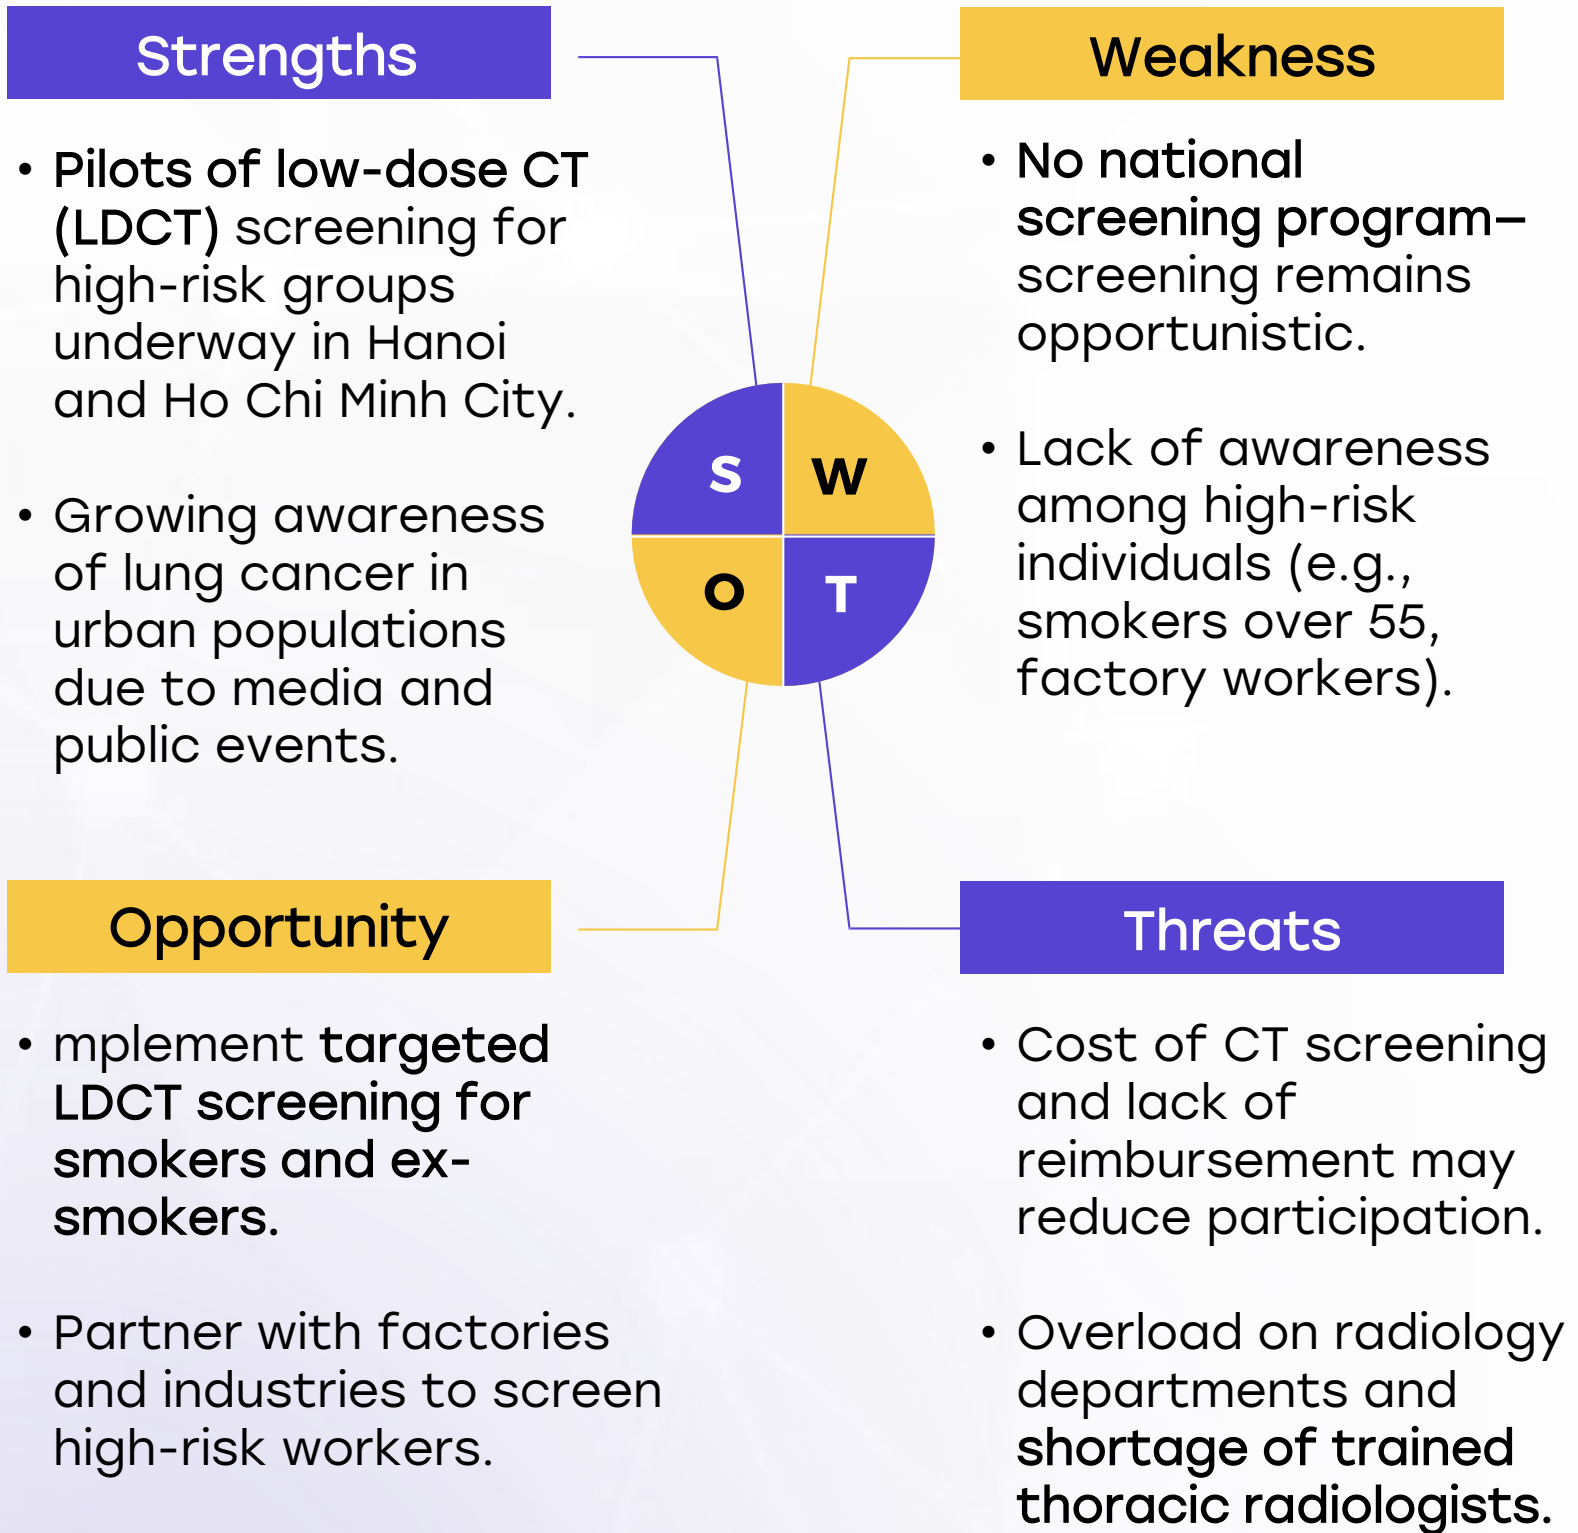 Strengths
• Pilots of low-dose CT
(LDCT) screening for
high-risk groups
underway in Hanoi
and Ho Chi Minh City.
• Growing awareness
of lung cancer in
urban populations
due to media and
public events.
Weakness
• No national
screening program—
screening remains
opportunistic.
• Lack of awareness
among high-risk
individuals (e.g.,
smokers over 55,
factory workers).
S W
O T
Opportunity
• mplement targeted
LDCT screening for
smokers and ex-
smokers.
• Partner with factories
and industries to screen
high-risk workers.
Threats
• Cost of CT screening
and lack of
reimbursement may
reduce participation.
• Overload on radiology
departments and
shortage of trained
thoracic radiologists.